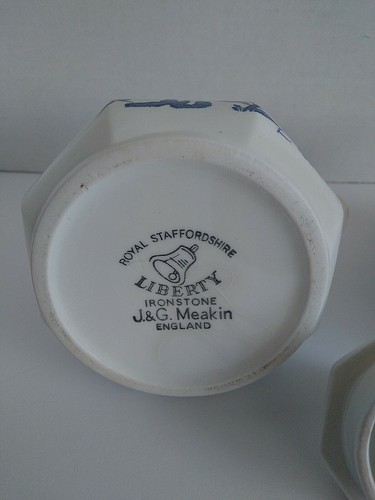 ROYAL STAFFORDSHIRE
LIBERTY
IRONSTONE
J.&G. Meakin
ENGLAND